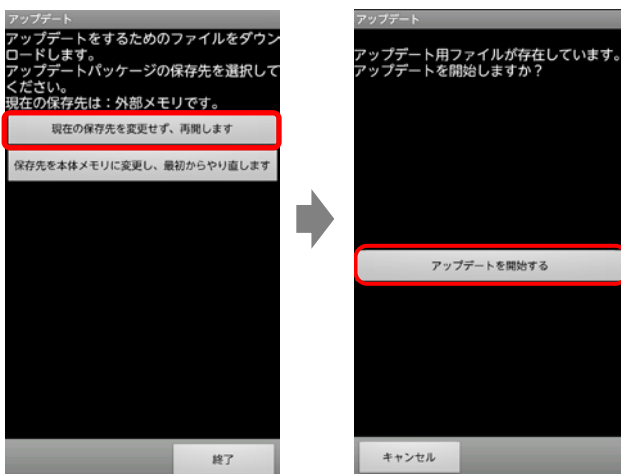 アップデート
アップデートをするためのファイルをダウン
ロードします。
アップデートパッケージの保存先を選択して
ください。
現在の保存先は：外部メモリです。
現在の保存先を変更せず、再開します
保存先を本体メモリに変更し、最初からやり直します
終了
アップデート
アップデート用ファイルが存在しています。
アップデートを開始しますか？
アップデートを開始する
キャンセル